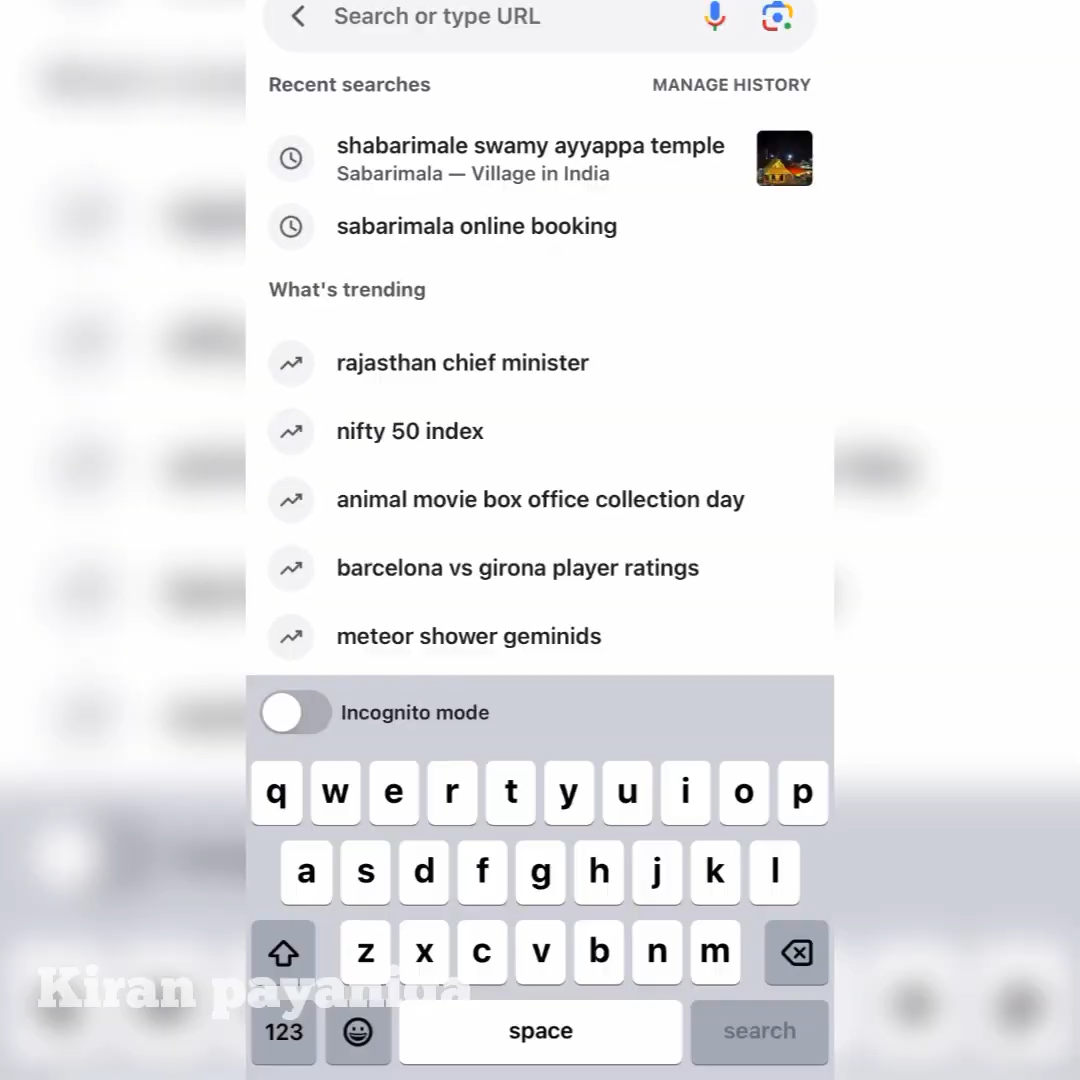 Search or type URL
Recent searches
MANAGE HISTORY
shabarimale swamy ayyappa temple
Sabarimala — Village in India
sabarimala online booking
What's trending
rajasthan chief minister
nifty 50 index
animal movie box office collection day
barcelona vs girona player ratings
meteor shower geminids
Incognito mode
q w e r t y u i o p
a s d f g h j k l
z x c v b n m
Kiran payaniga
123 space search